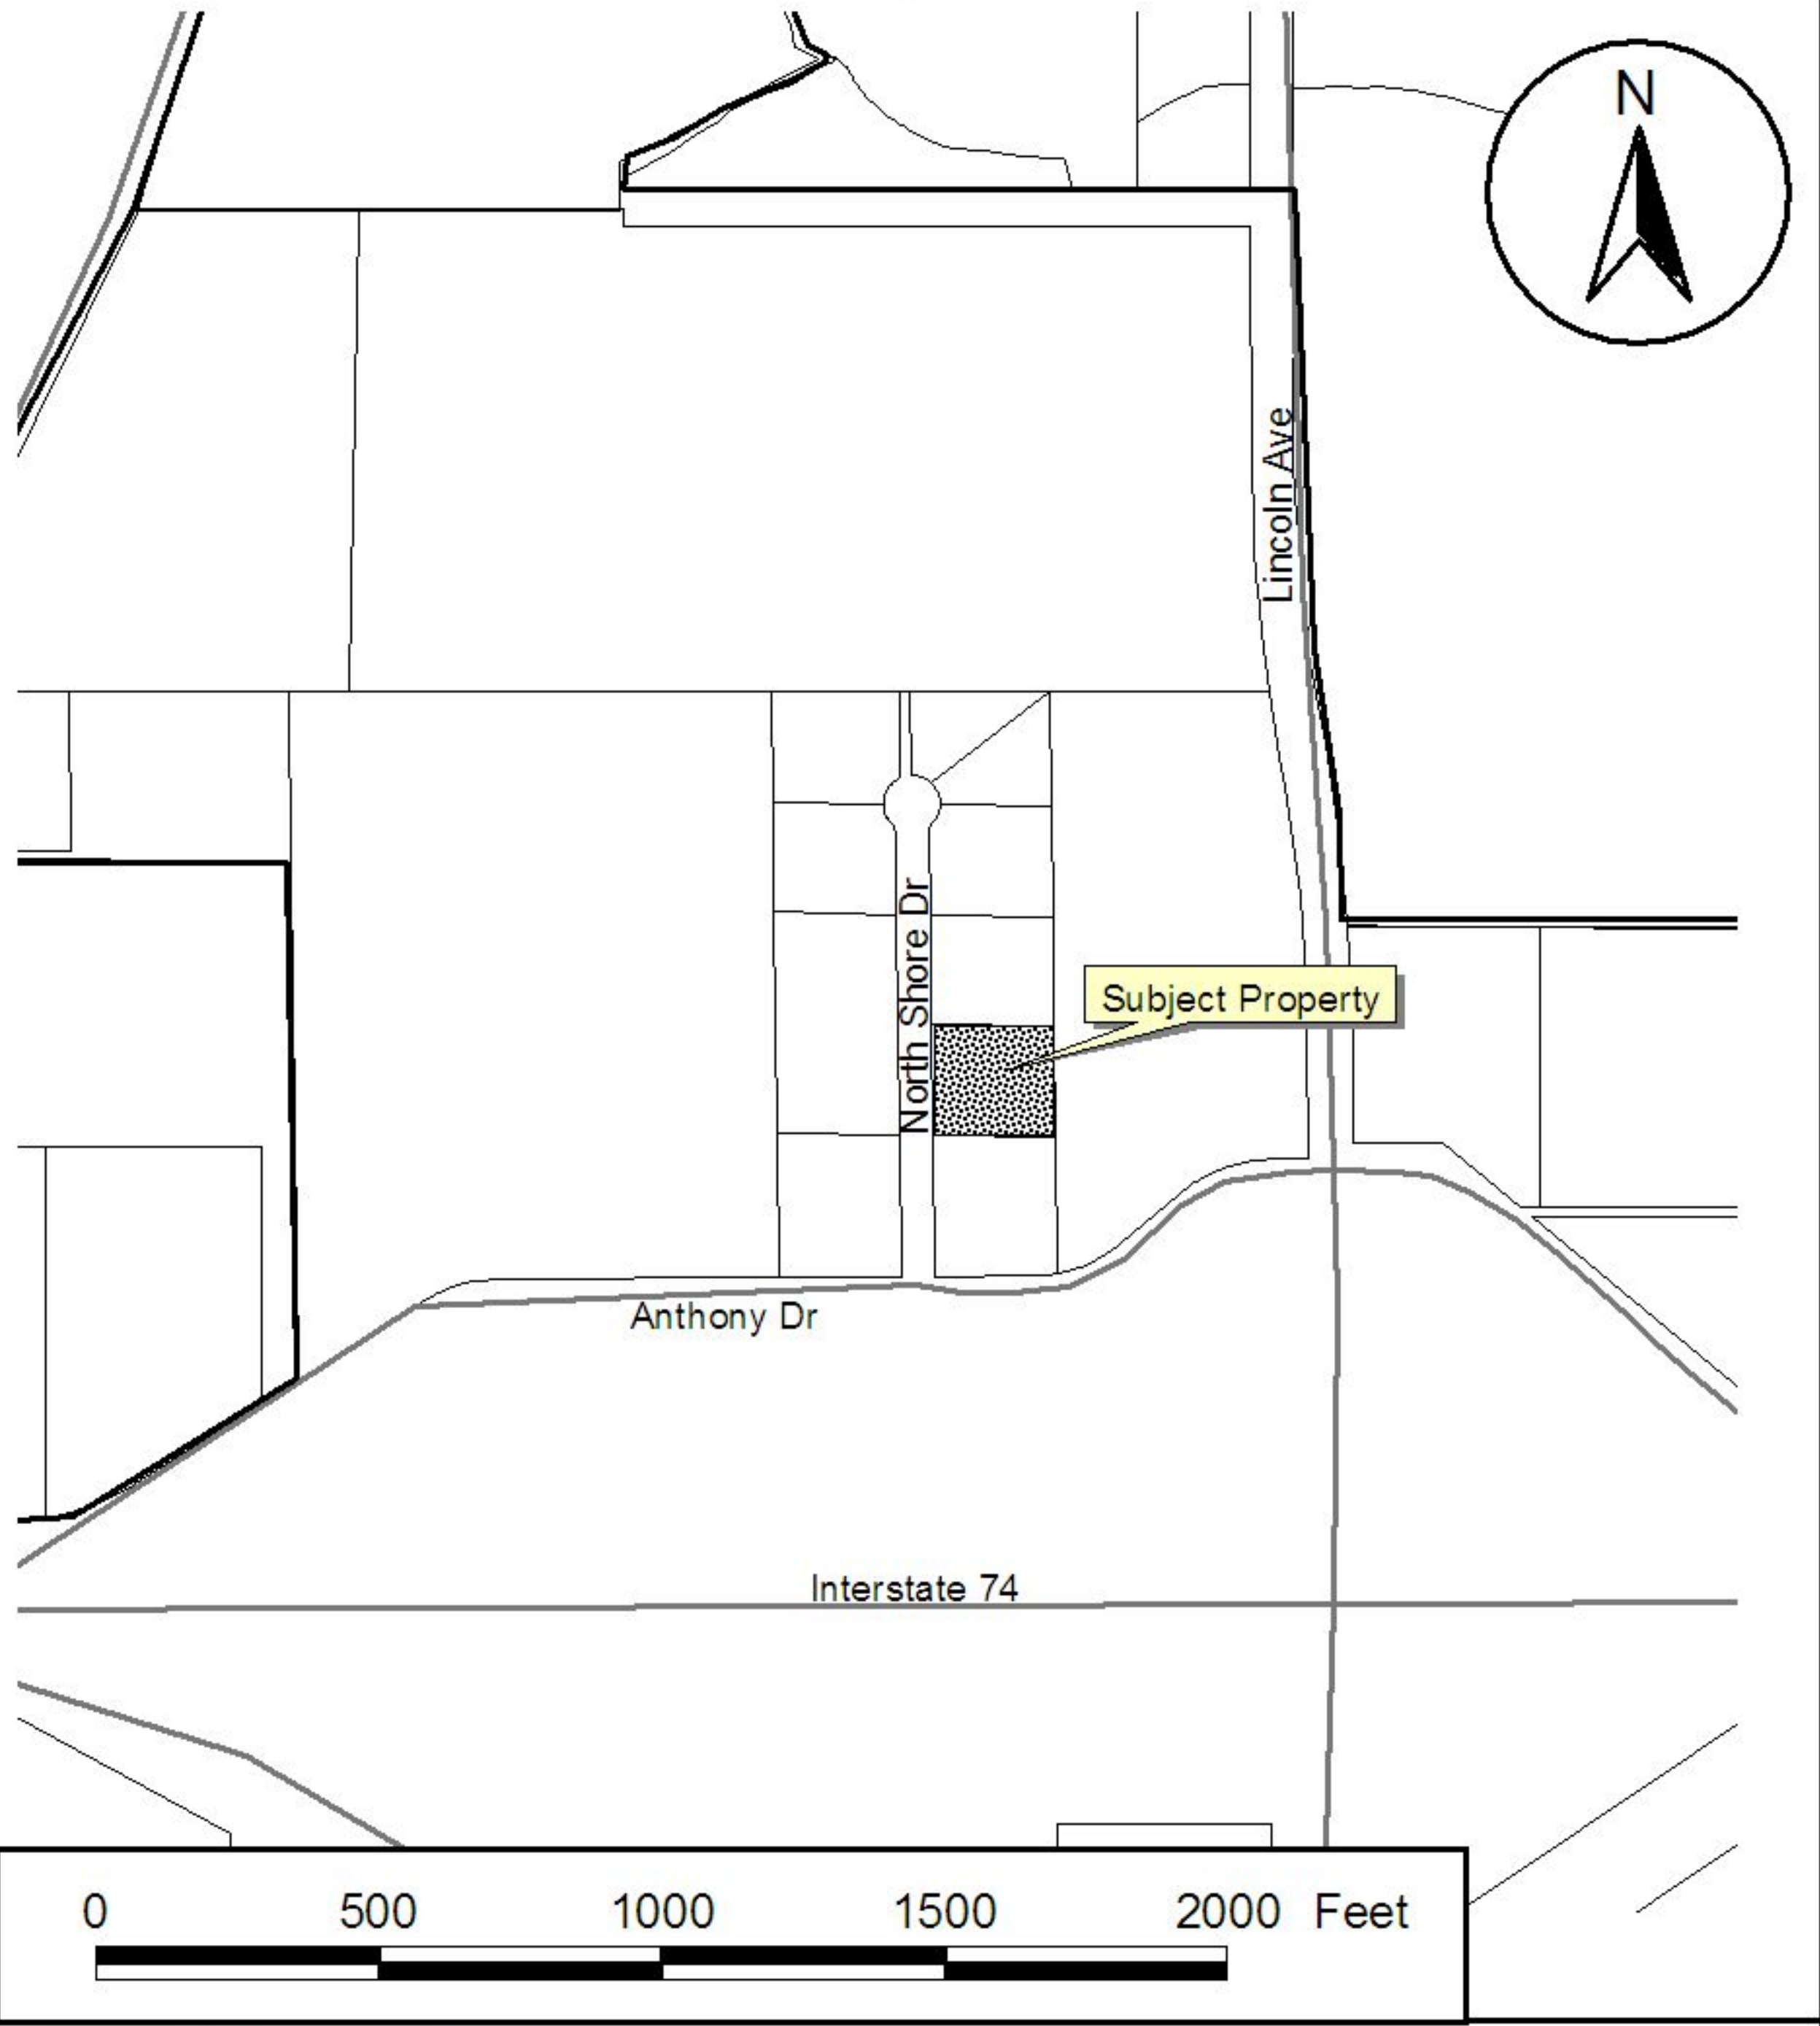 N
Lincoln Ave
North Shore Dr
Subject Property
Anthony Dr
Interstate 74
0 500 1000 1500 2000 Feet